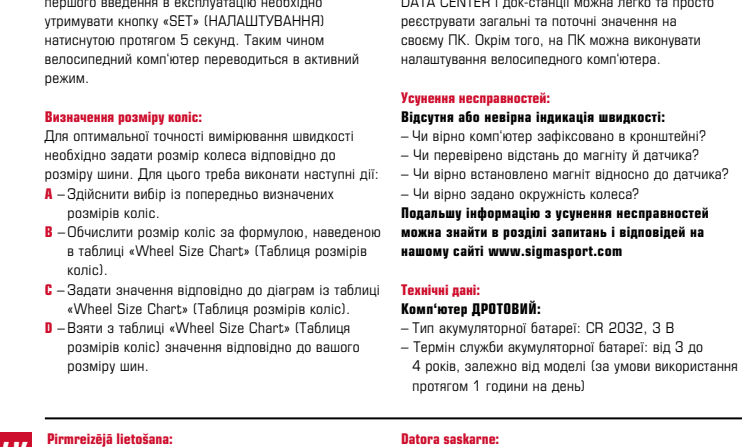 першого введення в експлуатацію необхідно
утримувати кнопку «SET» (НАЛАШТУВАННЯ)
натиснутою протягом 5 секунд. Таким чином
велосипедний комп'ютер переводиться в активний
режим.
Визначення розміру коліс:
Для оптимальної точності вимірювання швидкості
необхідно задати розмір колеса відповідно до
розміру шини. Для цього треба виконати наступні дії:
A – Здійснити вибір із попередньо визначених
розмірів коліс.
B – Обчислити розмір коліс за формулою, наведеною
в таблиці «Wheel Size Chart» (Таблиця розмірів
коліс).
C – Задати значення відповідно до діаграм із таблиці
«Wheel Size Chart» (Таблиця розмірів коліс).
D – Взяти з таблиці «Wheel Size Chart» (Таблиця
розмірів коліс) значення відповідно до вашого
розміру шин.
DATA CENTER і док-станції можна легко та просто
реєструвати загальні та поточні значення на
своєму ПК. Окрім того, на ПК можна виконувати
налаштування велосипедного комп'ютера.
Усунення несправностей:
Відсутня або невірна індикація швидкості:
– Чи вірно комп'ютер зафіксовано в кронштейні?
– Чи перевірено відстань до магніту й датчика?
– Чи вірно встановлено магніт відносно до датчика?
– Чи вірно задано окружність колеса?
Подальшу інформацію з усунення несправностей
можна знайти в розділі запитань і відповідей на
нашому сайті www.sigmasport.com
Технічні дані:
Комп'ютер ДРОТОВИЙ:
– Тип акумуляторної батареї: CR 2032, 3 В
– Термін служби акумуляторної батареї: від 3 до
4 років, залежно від моделі (за умови використання
протягом 1 години на день)
LV
Pirmreizējā lietošana:
Datora saskarne: